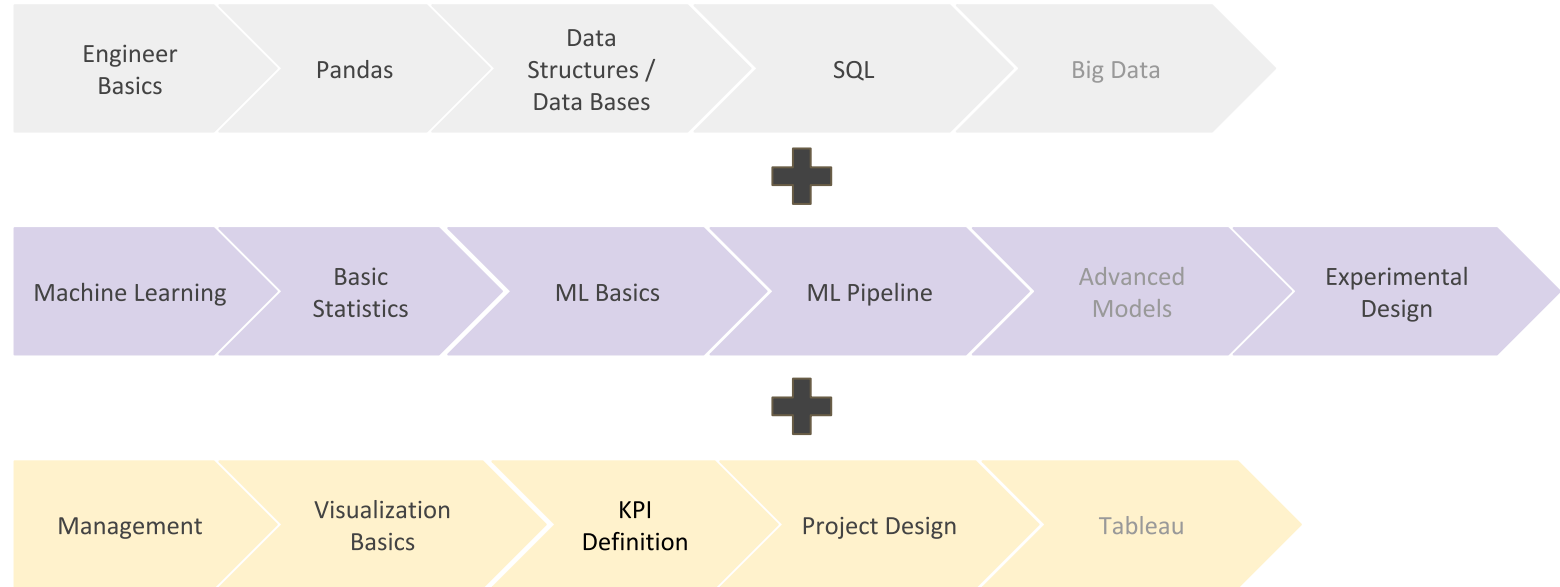 Engineer
Basics
Pandas
Data
Structures /
Data Bases
SQL
Big Data
Machine Learning
Basic
Statistics
ML Basics
ML Pipeline
Advanced
Models
Experimental
Design
Management
Visualization
Basics
KPI
Definition
Project Design
Tableau